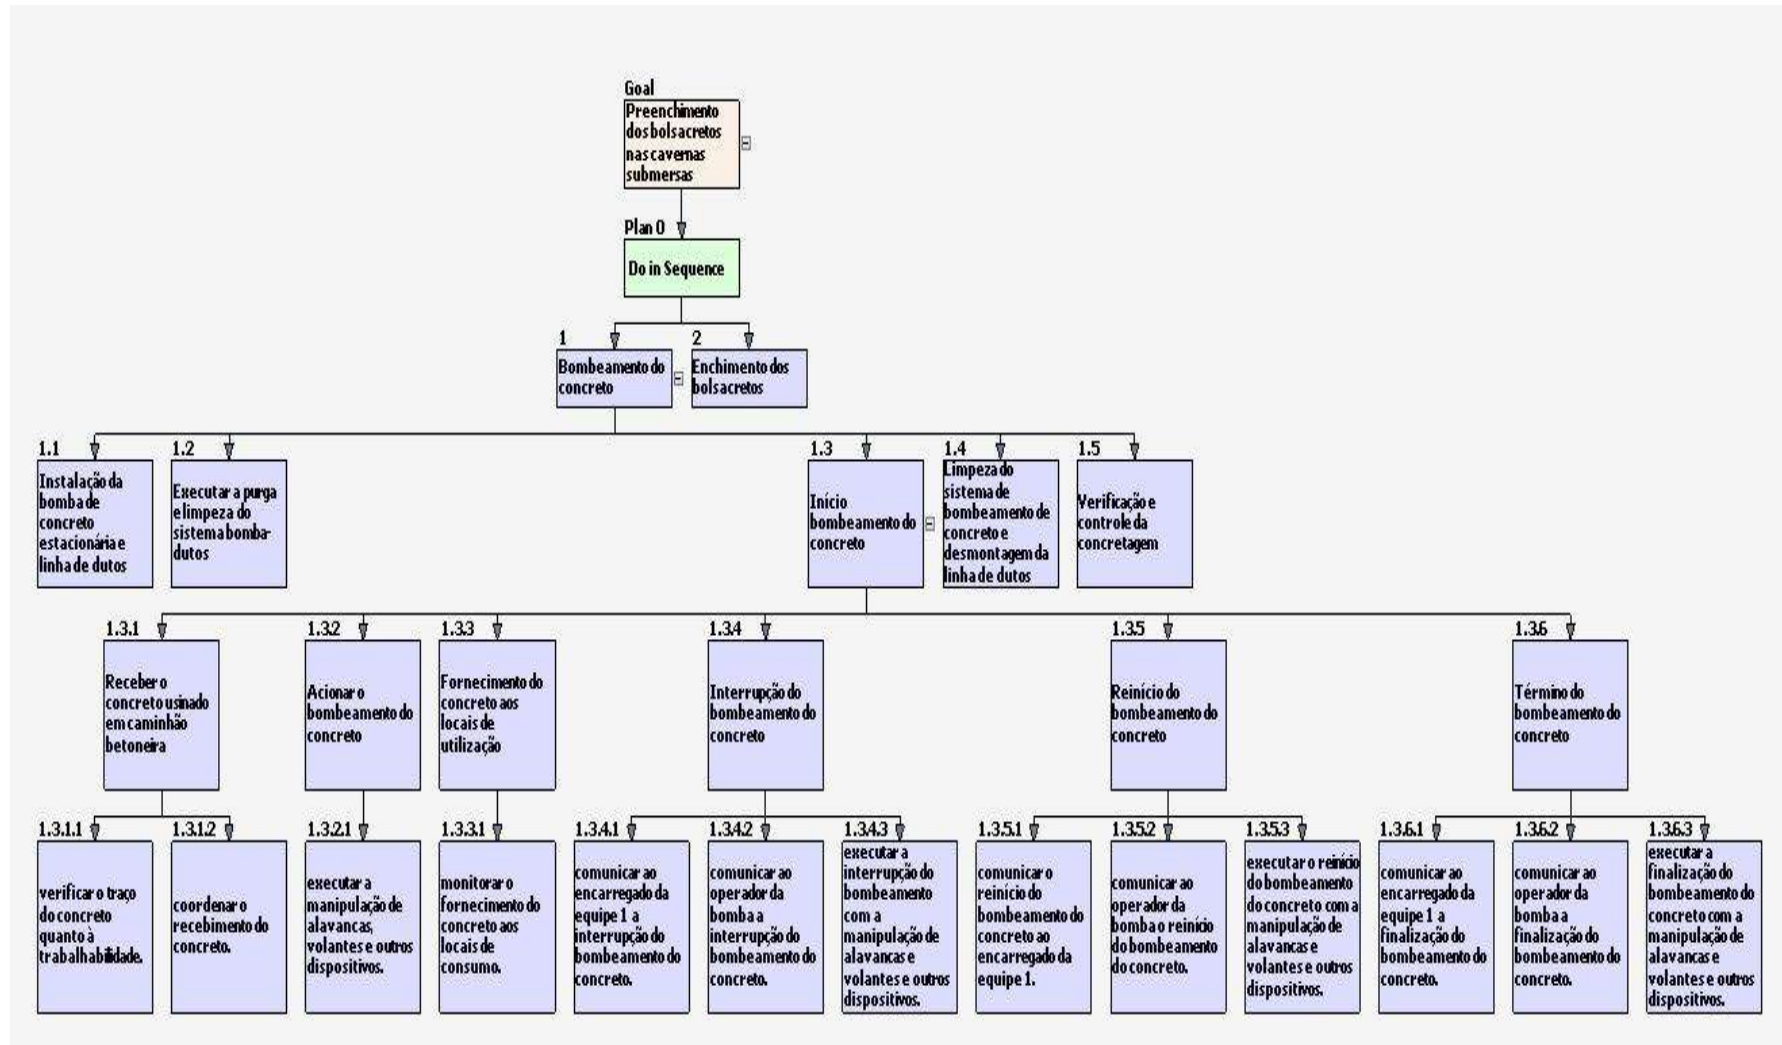 Goal
Preenchimento
dos bolsacretos
nas cavernas
submersas
Plan 0
Do in Sequence
1
Bombeamento do
concreto
2
Enchimento dos
bolsacretos
1.1
Instalação da
bomba de
concreto
estacionária e
linha de dutos
1.2
Executar a purga
e limpeza do
sistema bomba-
dutos
1.3
Início
bombeamento do
concreto
1.4
Limpeza do
sistema de
bombeamento de
concreto e
desmontagem da
linha de dutos
1.5
Verificação e
controle da
concretagem
1.3.1
Receber o
concreto usinado
em caminhão
betoneira
1.3.2
Acionar o
bombeamento do
concreto
1.3.3
Fornecimento do
concreto aos
locais de
utilização
1.3.4
Interrupção do
bombeamento do
concreto
1.3.5
Reinício do
bombeamento do
concreto
1.3.6
Término do
bombeamento do
concreto
1.3.1.1
verificar o traço
do concreto
quanto à
trabalhabilidade.
1.3.1.2
coordenar o
recebimento do
concreto.
1.3.2.1
executar a
manipulação de
alavancas,
volantes e outros
dispositivos.
1.3.3.1
monitorar o
fornecimento do
concreto aos
locais de
consumo.
1.3.4.1
comunicar ao
encarregado da
equipe 1 a
interrupção do
bombeamento do
concreto.
1.3.4.2
comunicar ao
operador da
bomba a
interrupção do
bombeamento do
concreto.
1.3.4.3
executar a
interrupção do
bombeamento
com a
manipulação de
alavancas e
volantes e outros
dispositivos.
1.3.5.1
comunicar o
reinício do
bombeamento do
concreto ao
encarregado da
equipe 1.
1.3.5.2
comunicar ao
operador da
bomba o reinício
do bombeamento
do concreto.
1.3.5.3
executar o reinício
do bombeamento
do concreto com a
manipulação de
alavancas e
volantes e outros
dispositivos.
1.3.6.1
comunicar ao
encarregado da
equipe 1 a
finalização do
bombeamento do
concreto.
1.3.6.2
comunicar ao
operador da
bomba a
finalização do
bombeamento do
concreto.
1.3.6.3
executar a
finalização do
bombeamento do
concreto com a
manipulação de
alavancas e
volantes e outros
dispositivos.